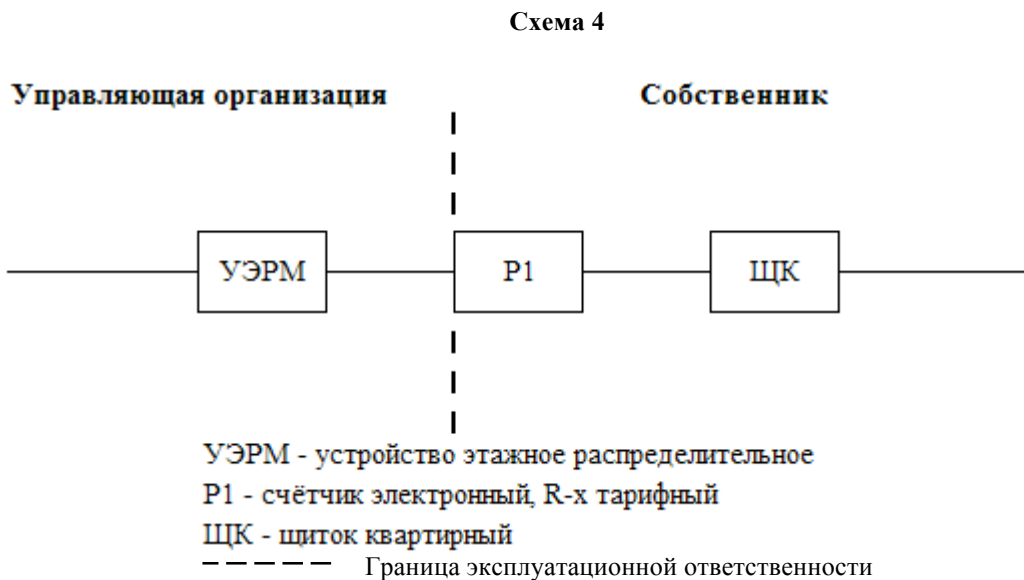 Схема 4
Управляющая организация Собственник
УЭРМ Р1 ЩК
УЭРМ - устройство этажное распределительное
Р1 - счётчик электронный, R-х тарифный
ЩК - щиток квартирный
Граница эксплуатационной ответственности